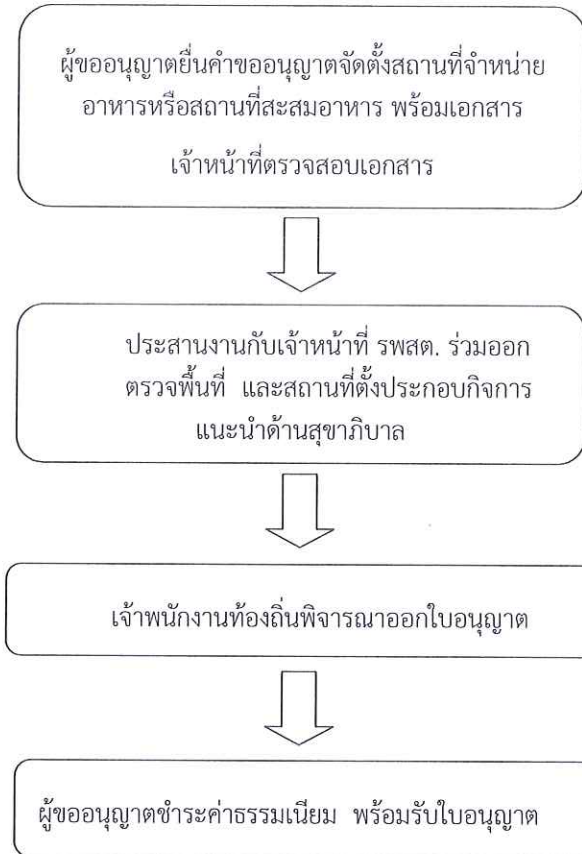 ผู้ขออนุญาตยื่นคำขออนุญาตจัดตั้งสถานที่จำหน่าย
อาหารหรือสถานที่สะสมอาหาร พร้อมเอกสาร
เจ้าหน้าที่ตรวจสอบเอกสาร
ประสานงานกับเจ้าหน้าที่ รพสต. ร่วมออก
ตรวจพื้นที่ และสถานที่ตั้งประกอบกิจการ
แนะนำด้านสุขาภิบาล
เจ้าพนักงานท้องถิ่นพิจารณาออกใบอนุญาต
ผู้ขออนุญาตชำระค่าธรรมเนียม พร้อมรับใบอนุญาต